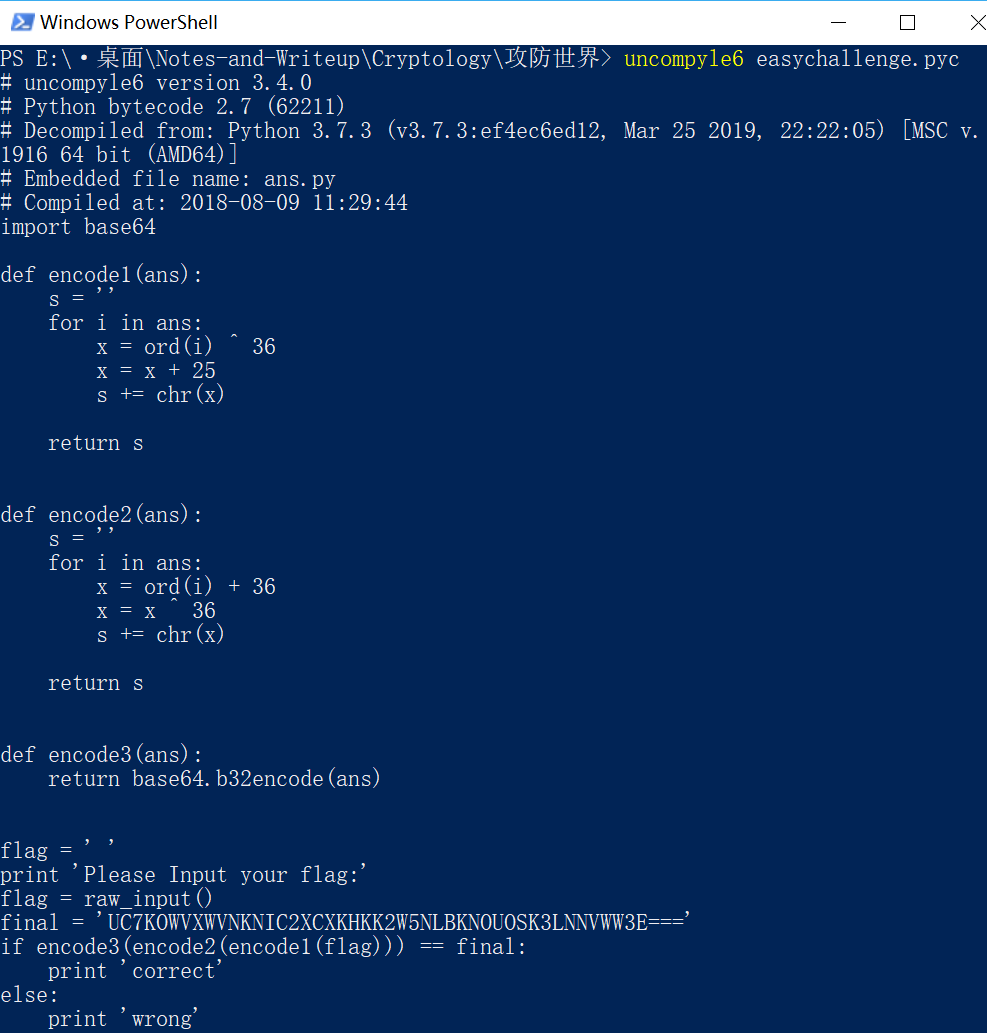 Windows PowerShell
PS E:\·桌面\Notes-and-Writeup\Cryptology\攻防世界> uncompyle6 easychallenge.pyc
# uncompyle6 version 3.4.0
# Python bytecode 2.7 (62211)
# Decompiled from: Python 3.7.3 (v3.7.3:ef4ec6ed12, Mar 25 2019, 22:22:05) [MSC v.
1916 64 bit (AMD64)]
# Embedded file name: ans.py
# Compiled at: 2018-08-09 11:29:44
import base64
def encode1(ans):
    s = ''
    for i in ans:
        x = ord(i) ^ 36
        x = x + 25
        s += chr(x)
    return s
def encode2(ans):
    s = ''
    for i in ans:
        x = ord(i) + 36
        x = x ^ 36
        s += chr(x)
    return s
def encode3(ans):
    return base64.b32encode(ans)
flag = ' '
print 'Please Input your flag:'
flag = raw_input()
final = 'UC7KOWVXWVNKNIC2XCXKHKK2W5NLBKNOUOSK3LNNVWW3E==='
if encode3(encode2(encode1(flag))) == final:
    print 'correct'
else:
    print 'wrong'